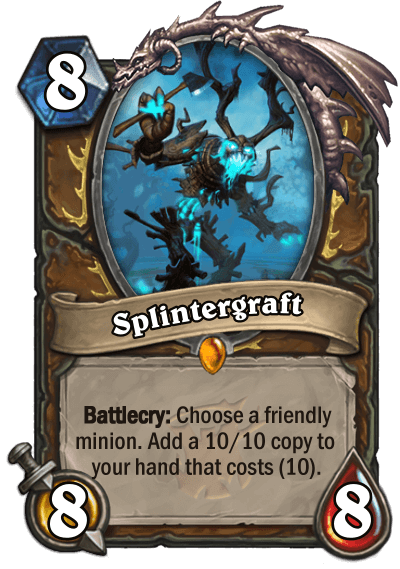 8
Splintergraft
Battlecry: Choose a friendly
minion. Add a 10/10 copy to
your hand that costs (10).
8
8